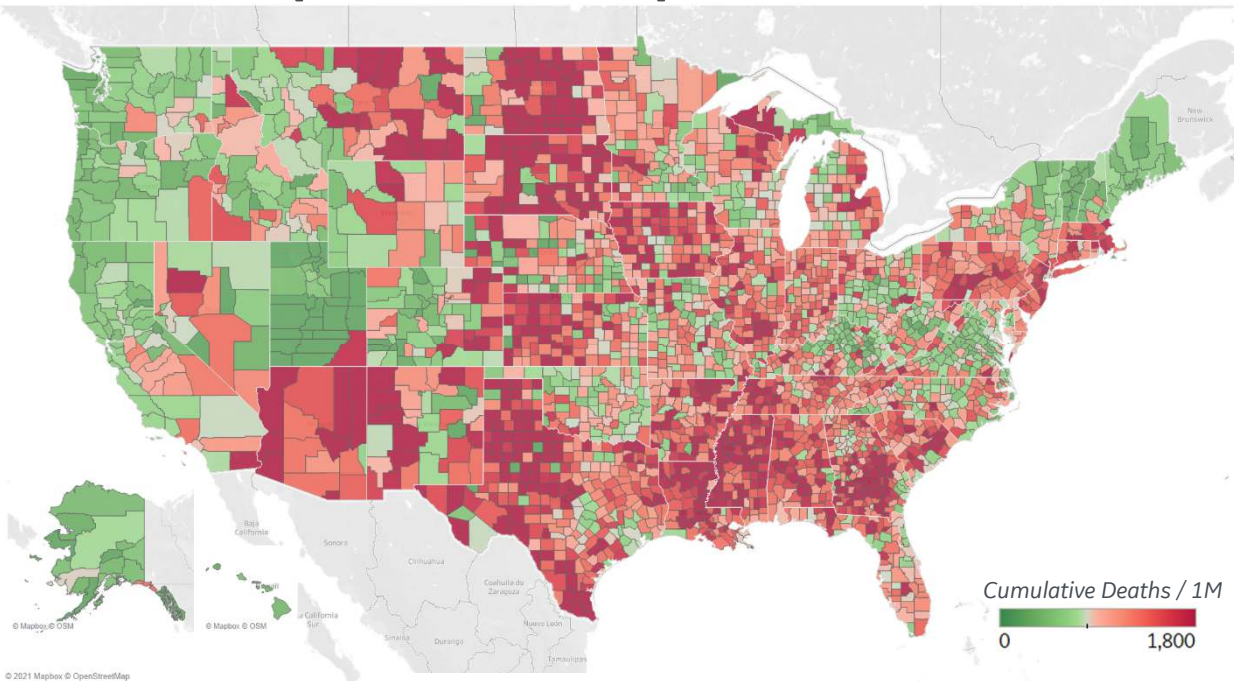 New
Brunswick
Baja
California
Sonora
Chihuahua
Coahuila de
Zaragoza
Cumulative Deaths / 1M
0
1,800
© Mapbox © OSM
© Mapbox © OSM
a California
Sur
Sinaloa
Durango
Nuevo León
Tamaulipas
© 2021 Mapbox © OpenStreetMap